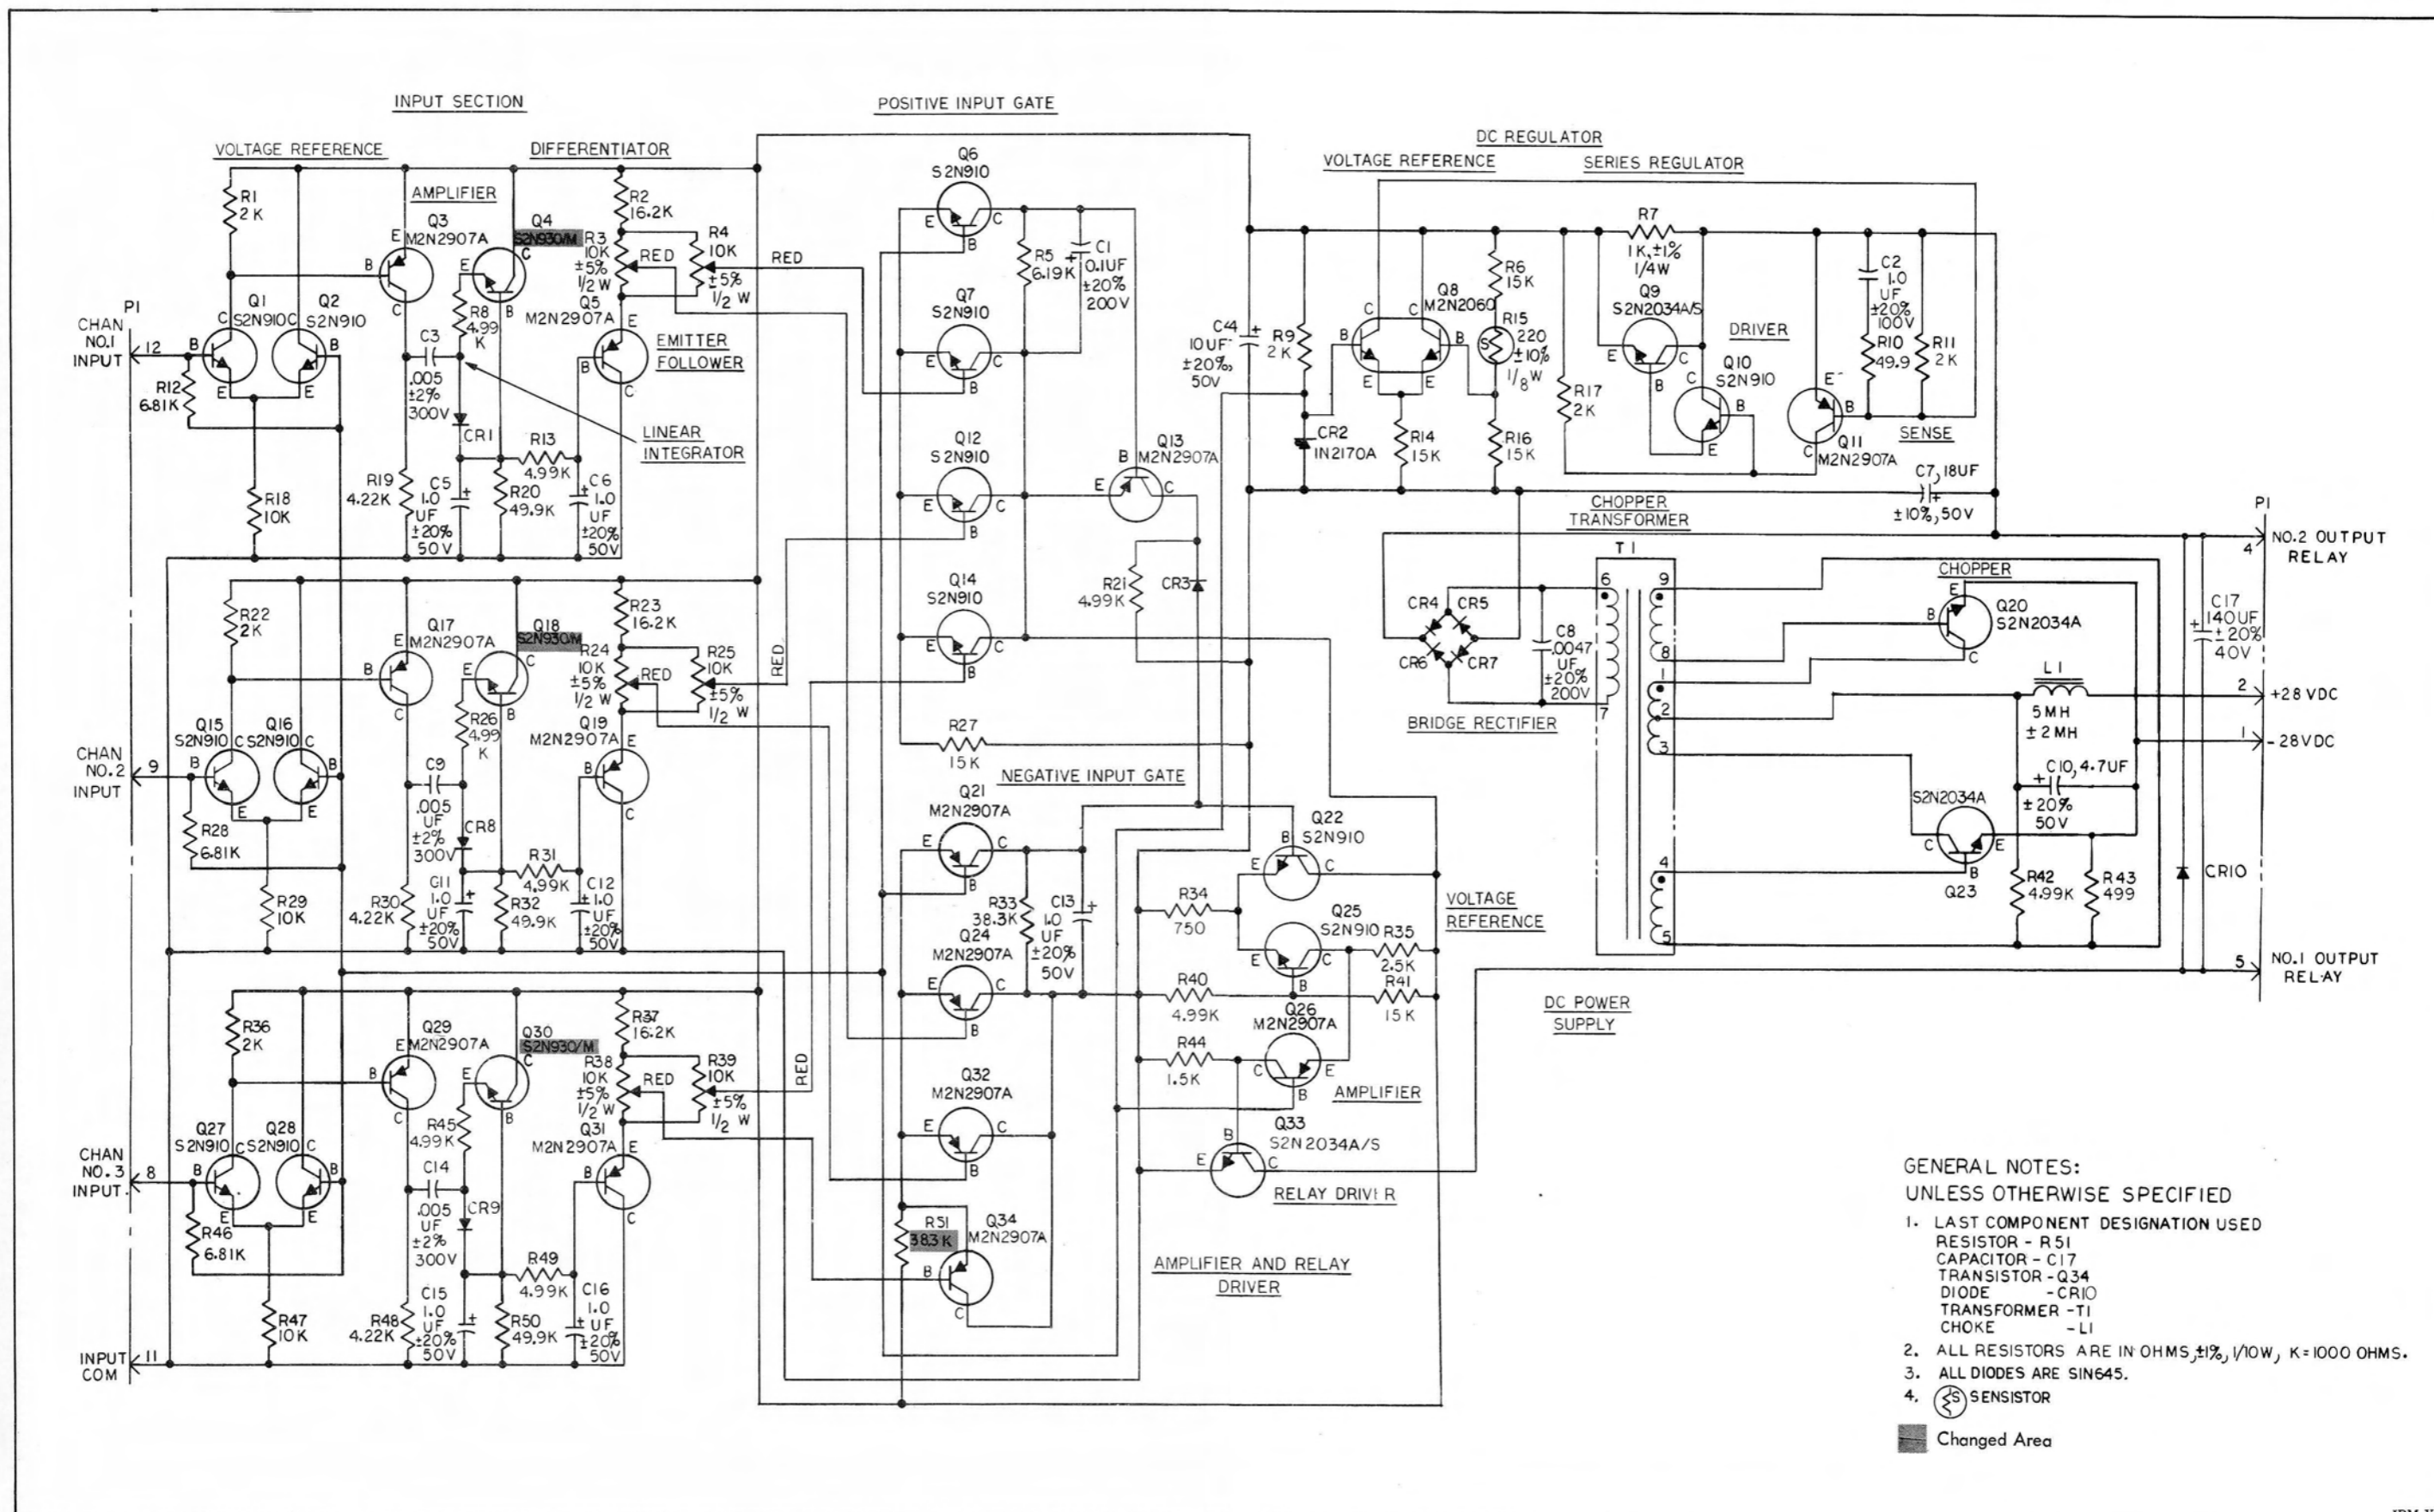 INPUT SECTION
VOLTAGE REFERENCE
DIFFERENTIATOR
AMPLIFIER
P1
CHAN
NO.1
INPUT
12
R1
2K
Q1
S2N910
Q2
S2N910
C
B
E
C
B
E
R12
6.81K
R18
10K
Q3
M2N2907A
E
B
C
Q4
S2N930/M
C
E
B
R8
4.99
K
C3
.005
±2%
300V
CR1
LINEAR
INTEGRATOR
R19
4.22K
C5
1.0
UF
±20%
50V
R13
4.99K
R20
49.9K
C6
1.0
UF
±20%
50V
R2
16.2K
R3
10K
±5%
1/2 W
RED
R4
10K
±5%
1/2 W
RED
Q5
M2N2907A
E
B
C
EMITTER
FOLLOWER
CHAN
NO.2
INPUT
9
R22
2K
Q15
S2N910
Q16
S2N910
C
B
E
C
B
E
R28
6.81K
R29
10K
Q17
M2N2907A
E
B
C
Q18
S2N930/M
C
E
B
R26
4.99
K
C9
.005
UF
±2%
300V
CR8
R30
4.22K
C11
1.0
UF
±20%
50V
R31
4.99K
R32
49.9K
C12
1.0
UF
±20%
50V
R23
16.2K
R24
10K
±5%
1/2 W
RED
R25
10K
±5%
1/2 W
RED
Q19
M2N2907A
E
B
C
CHAN
NO.3
INPUT
8
R36
2K
Q27
S2N910
Q28
S2N910
C
B
E
C
B
E
R46
6.81K
R47
10K
Q29
M2N2907A
E
B
C
Q30
S2N930/M
C
E
B
R45
4.99K
C14
.005
UF
±2%
300V
CR9
R48
4.22K
C15
1.0
UF
±20%
50V
R49
4.99K
R50
49.9K
C16
1.0
UF
±20%
50V
R37
16.2K
R38
10K
±5%
1/2 W
RED
R39
10K
±5%
1/2 W
RED
Q31
M2N2907A
E
B
C
INPUT
COM
11
POSITIVE INPUT GATE
Q6
S2N910
E
C
B
R5
6.19K
C1
0.1UF
±20%
200V
Q7
S2N910
E
C
B
Q12
S2N910
E
C
B
Q13
M2N2907A
B
E
C
Q14
S2N910
E
C
B
R21
4.99K
CR3
R27
15K
NEGATIVE INPUT GATE
Q21
M2N2907A
E
C
B
R33
38.3K
C13
1.0
UF
±20%
50V
Q24
M2N2907A
E
C
B
Q32
M2N2907A
E
C
B
R51
38.3 K
Q34
M2N2907A
B
C
Q22
S2N910
B
E
C
R34
750
Q25
S2N910
E
C
B
R35
2.5K
R40
4.99K
R41
15K
Q26
M2N2907A
C
E
B
R44
1.5K
AMPLIFIER
Q33
S2N2034A/S
B
E
C
RELAY DRIVER
AMPLIFIER AND RELAY
DRIVER
VOLTAGE
REFERENCE
DC REGULATOR
VOLTAGE REFERENCE
SERIES REGULATOR
C4
10UF
±20%,
50V
R9
2K
CR2
1N2170A
Q8
M2N2060
C
C
B
B
E
E
R14
15K
R6
15K
R15
220
±10%
1/8 W
S
R16
15K
R7
1K,±1%
1/4W
Q9
S2N2034A/S
E
C
B
DRIVER
Q10
S2N910
C
B
E
R17
2K
Q11
M2N2907A
E
B
C
C2
1.0
UF
±20%
100V
R10
49.9
R11
2K
SENSE
C7, 18UF
±10%, 50V
CHOPPER
TRANSFORMER
T1
6
7
9
8
1
2
3
4
5
CR4
CR5
CR6
CR7
BRIDGE RECTIFIER
C8
.0047
UF
±20%
200V
CHOPPER
Q20
S2N2034A
E
B
C
L1
5MH
±2MH
C10, 4.7UF
±20%
50V
S2N2034A
C
E
B
Q23
R42
4.99K
R43
499
CR10
C17
140UF
±20%
40V
P1
4
NO.2 OUTPUT
RELAY
2
+28 VDC
1
-28VDC
5
NO.1 OUTPUT
RELAY
DC POWER
SUPPLY
GENERAL NOTES:
UNLESS OTHERWISE SPECIFIED
1. LAST COMPONENT DESIGNATION USED
RESISTOR - R51
CAPACITOR - C17
TRANSISTOR - Q34
DIODE - CR10
TRANSFORMER - T1
CHOKE - L1
2. ALL RESISTORS ARE IN OHMS,±1%, 1/10W, K=1000 OHMS.
3. ALL DIODES ARE S1N645.
4. S SENSISTOR
Changed Area